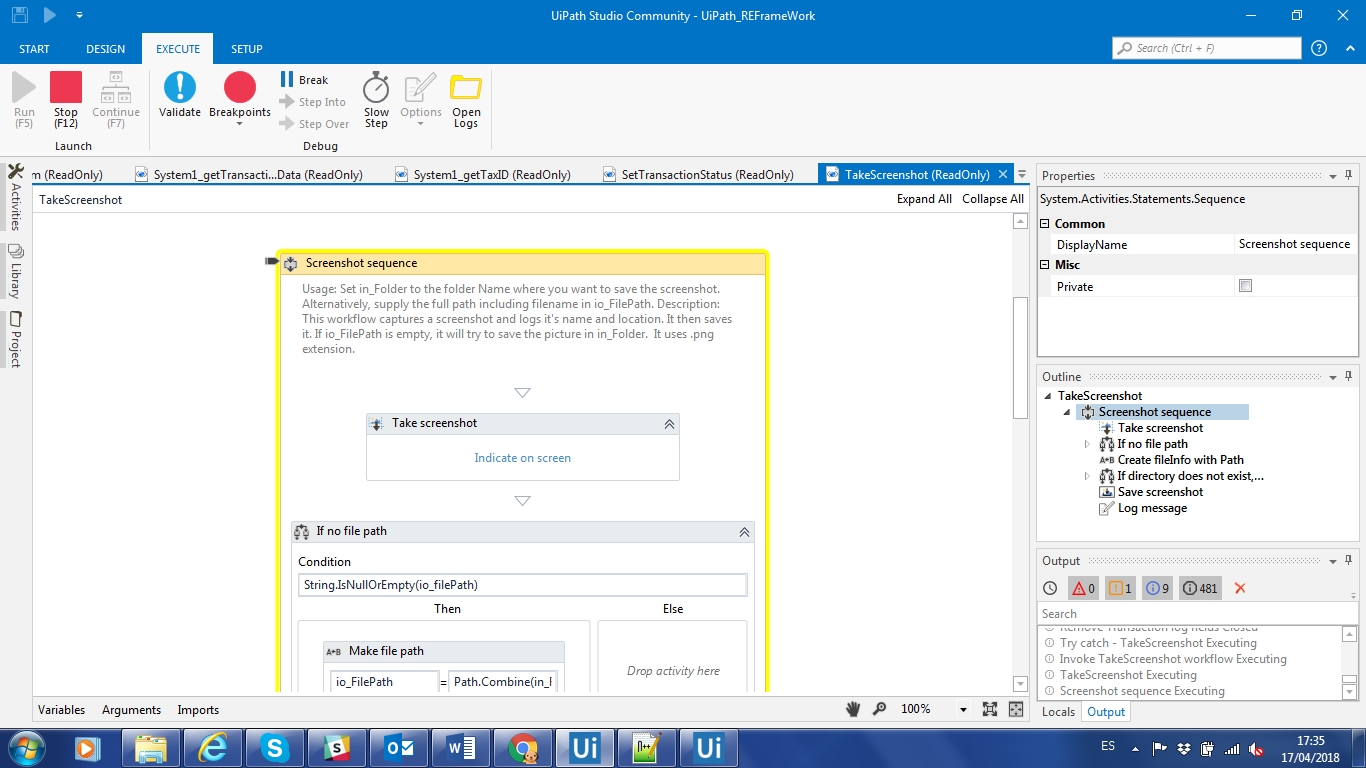 UiPath Studio Community - UiPath_REFrameWork
START DESIGN EXECUTE SETUP
Search (Ctrl + F)
Run (F5)
Stop (F12)
Continue (F7)
Launch
Validate
Breakpoints
Break
Step Into
Step Over
Slow Step
Options
Open Logs
Debug
m (ReadOnly) System1_getTransacti...Data (ReadOnly) System1_getTaxID (ReadOnly) SetTransactionStatus (ReadOnly) TakeScreenshot (ReadOnly)
Activities
Library
Project
TakeScreenshot
Expand All Collapse All
Screenshot sequence
Usage: Set in_Folder to the folder Name where you want to save the screenshot.
Alternatively, supply the full path including filename in io_FilePath. Description:
This workflow captures a screenshot and logs it's name and location. It then saves
it. If io_FilePath is empty, it will try to save the picture in in_Folder. It uses .png
extension.
Take screenshot
Indicate on screen
If no file path
Condition
String.IsNullOrEmpty(io_filePath)
Then Else
Make file path
io_FilePath = Path.Combine(in_F
Drop activity here
Variables Arguments Imports
100%
Properties
System.Activities.Statements.Sequence
Common
DisplayName Screenshot sequence
Misc
Private
Outline
TakeScreenshot
Screenshot sequence
Take screenshot
If no file path
A+B Create fileInfo with Path
If directory does not exist,...
Save screenshot
Log message
Output
0 1 9 481
Search
Remove Transaction log fields Closed
Try catch - TakeScreenshot Executing
Invoke TakeScreenshot workflow Executing
TakeScreenshot Executing
Screenshot sequence Executing
Locals Output
ES
17:35
17/04/2018